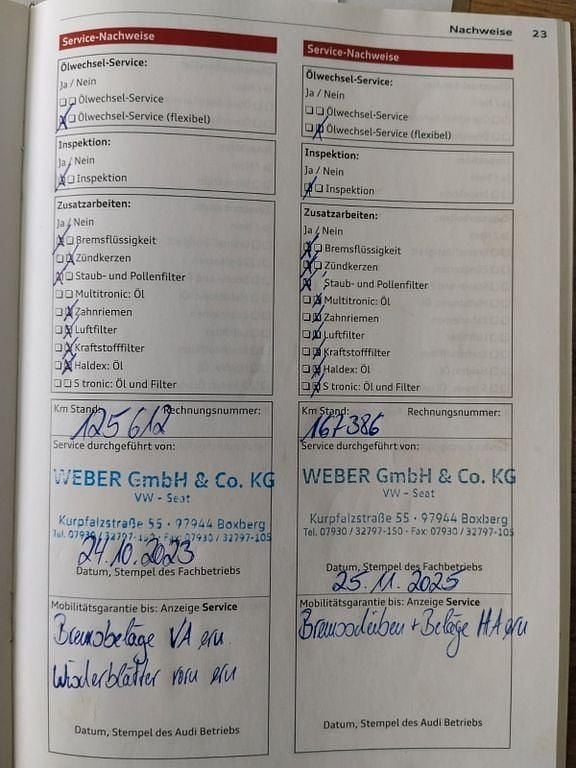 Nachweise 23
Service-Nachweise
Ölwechsel-Service:
Ja / Nein
Ölwechsel-Service
Ölwechsel-Service (flexibel)
Inspektion:
Ja / Nein
Inspektion
Zusatzarbeiten:
Ja / Nein
Bremsflüssigkeit
Zündkerzen
Staub- und Pollenfilter
Multitronic: Öl
Zahnriemen
Luftfilter
Kraftstofffilter
Haldex: Öl
S tronic: Öl und Filter
Km Stand: Rechnungsnummer:
125612
Service durchgeführt von:
WEBER GmbH & Co. KG
VW - Seat
Kurpfalzstraße 55 · 97944 Boxberg
Tel. 07930 / 32797-150 · Fax: 07930 / 32797-105
24.10.2023
Datum, Stempel des Fachbetriebs
Mobilitätsgarantie bis: Anzeige Service
Bremsbeläge VA ern.
Wischerblätter vorn ern
Datum, Stempel des Audi Betriebs
Service-Nachweise
Ölwechsel-Service:
Ja / Nein
Ölwechsel-Service
Ölwechsel-Service (flexibel)
Inspektion:
Ja / Nein
Inspektion
Zusatzarbeiten:
Ja / Nein
Bremsflüssigkeit
Zündkerzen
Staub- und Pollenfilter
Multitronic: Öl
Zahnriemen
Luftfilter
Kraftstofffilter
Haldex: Öl
S tronic: Öl und Filter
Km Stand: Rechnungsnummer:
167386
Service durchgeführt von:
WEBER GmbH & Co. KG
VW - Seat
Kurpfalzstraße 55 · 97944 Boxberg
Tel. 07930 / 32797-150 · Fax: 07930 / 32797-105
Datum, Stempel des Fachbetriebs
25.11.2025
Mobilitätsgarantie bis: Anzeige Service
Bremsscheiben + Beläge HA ern
Datum, Stempel des Audi Betriebs